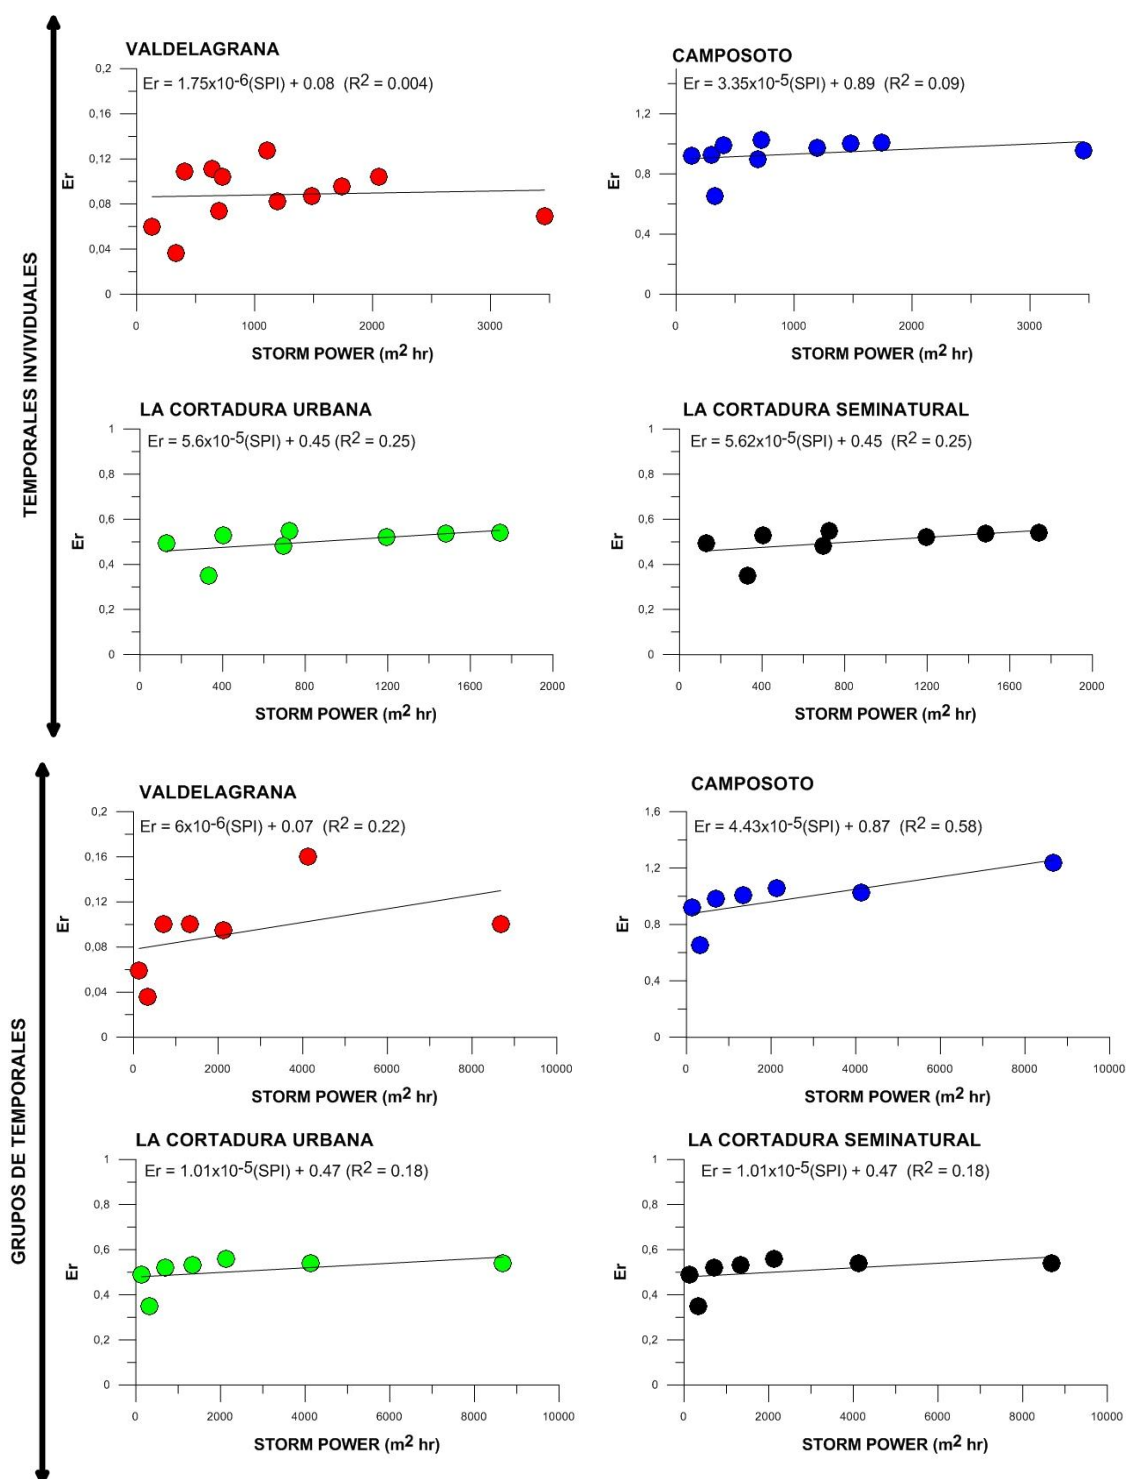 TEMPORALES INVIVIDUALES
VALDELAGRANA
Er = 1.75x10-6(SPI) + 0.08 (R2 = 0.004)
0,2
0,16
0,12
0,08
0,04
0
Er
0 1000 2000 3000
STORM POWER (m2 hr)
CAMPOSOTO
Er = 3.35x10-5(SPI) + 0.89 (R2 = 0.09)
1,2
0,8
0,4
0
Er
0 1000 2000 3000
STORM POWER (m2 hr)
LA CORTADURA URBANA
Er = 5.6x10-5(SPI) + 0.45 (R2 = 0.25)
1
0,8
0,6
0,4
0,2
0
Er
0 400 800 1200 1600 2000
STORM POWER (m2 hr)
LA CORTADURA SEMINATURAL
Er = 5.62x10-5(SPI) + 0.45 (R2 = 0.25)
1
0,8
0,6
0,4
0,2
0
Er
0 400 800 1200 1600 2000
STORM POWER (m2 hr)
GRUPOS DE TEMPORALES
VALDELAGRANA
Er = 6x10-6(SPI) + 0.07 (R2 = 0.22)
0,2
0,16
0,12
0,08
0,04
0
Er
0 2000 4000 6000 8000 10000
STORM POWER (m2 hr)
CAMPOSOTO
Er = 4.43x10-5(SPI) + 0.87 (R2 = 0.58)
1,6
1,2
0,8
0,4
0
Er
0 2000 4000 6000 8000 10000
STORM POWER (m2 hr)
LA CORTADURA URBANA
Er = 1.01x10-5(SPI) + 0.47 (R2 = 0.18)
1
0,8
0,6
0,4
0,2
0
Er
0 2000 4000 6000 8000 10000
STORM POWER (m2 hr)
LA CORTADURA SEMINATURAL
Er = 1.01x10-5(SPI) + 0.47 (R2 = 0.18)
1
0,8
0,6
0,4
0,2
0
Er
0 2000 4000 6000 8000 10000
STORM POWER (m2 hr)